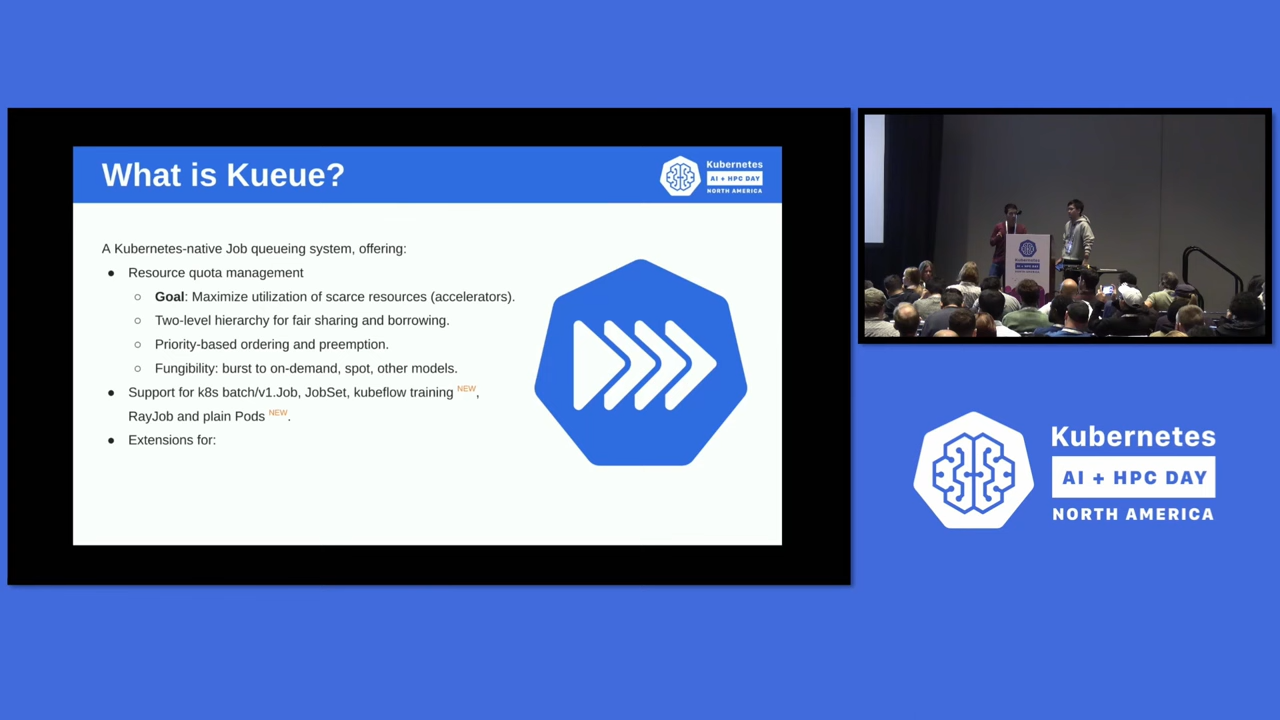 What is Kueue?
Kubernetes
AI + HPC DAY
NORTH AMERICA
A Kubernetes-native Job queueing system, offering:
● Resource quota management
○ Goal: Maximize utilization of scarce resources (accelerators).
○ Two-level hierarchy for fair sharing and borrowing.
○ Priority-based ordering and preemption.
○ Fungibility: burst to on-demand, spot, other models.
● Support for k8s batch/v1.Job, JobSet, kubeflow training NEW,
RayJob and plain Pods NEW.
● Extensions for:
Kubernetes
AI + HPC DAY
NORTH AMERICA